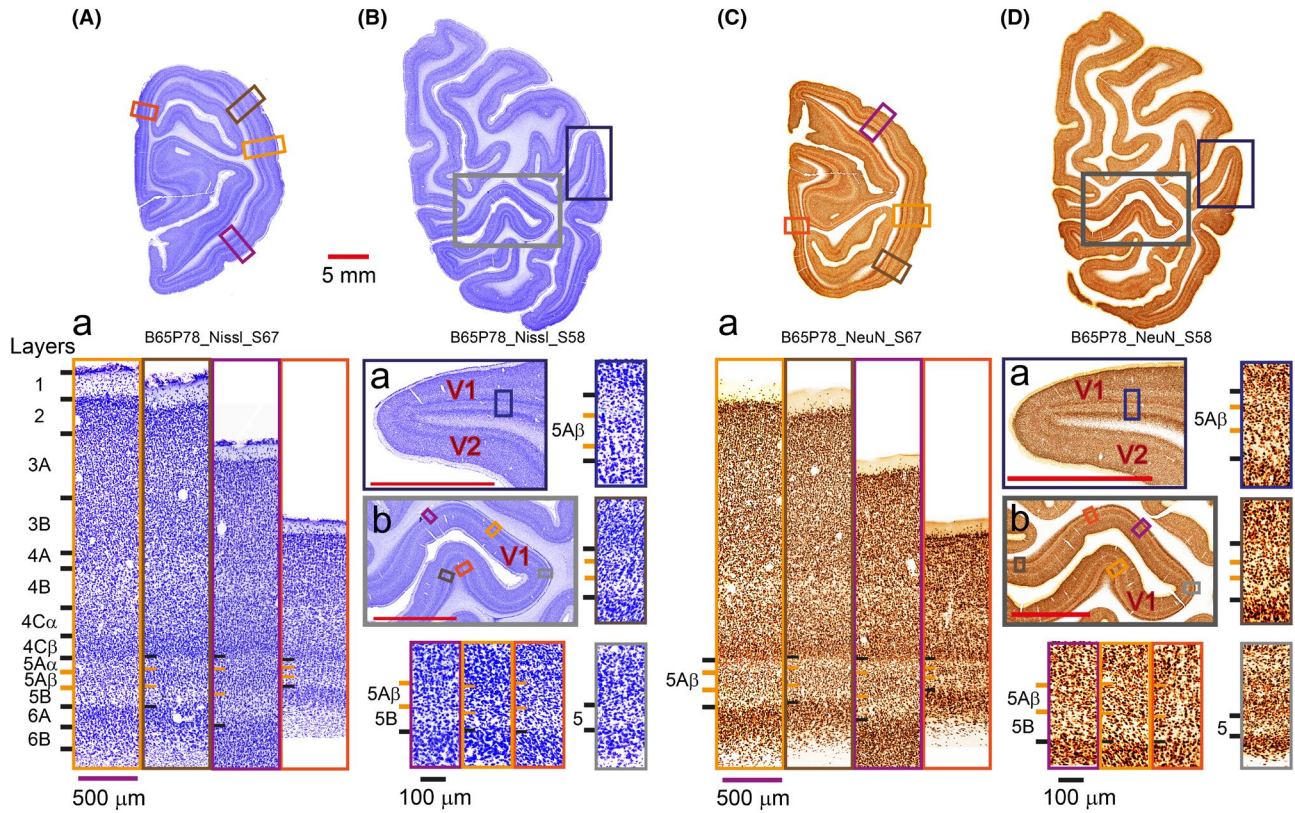 (A)
(B)
(C)
(D)
5 mm
a
B65P78_Nissl_S67
B65P78_Nissl_S58
a
B65P78_NeuN_S67
B65P78_NeuN_S58
Layers
1
2
3A
3B
4A
4B
4Cα
4Cβ
5Aα
5Aβ
5B
6A
6B
500 μm
a
V1
V2
5Aβ
b
V1
5Aβ
5B
5
100 μm
5Aβ
500 μm
a
V1
V2
5Aβ
b
V1
5Aβ
5B
5
100 μm